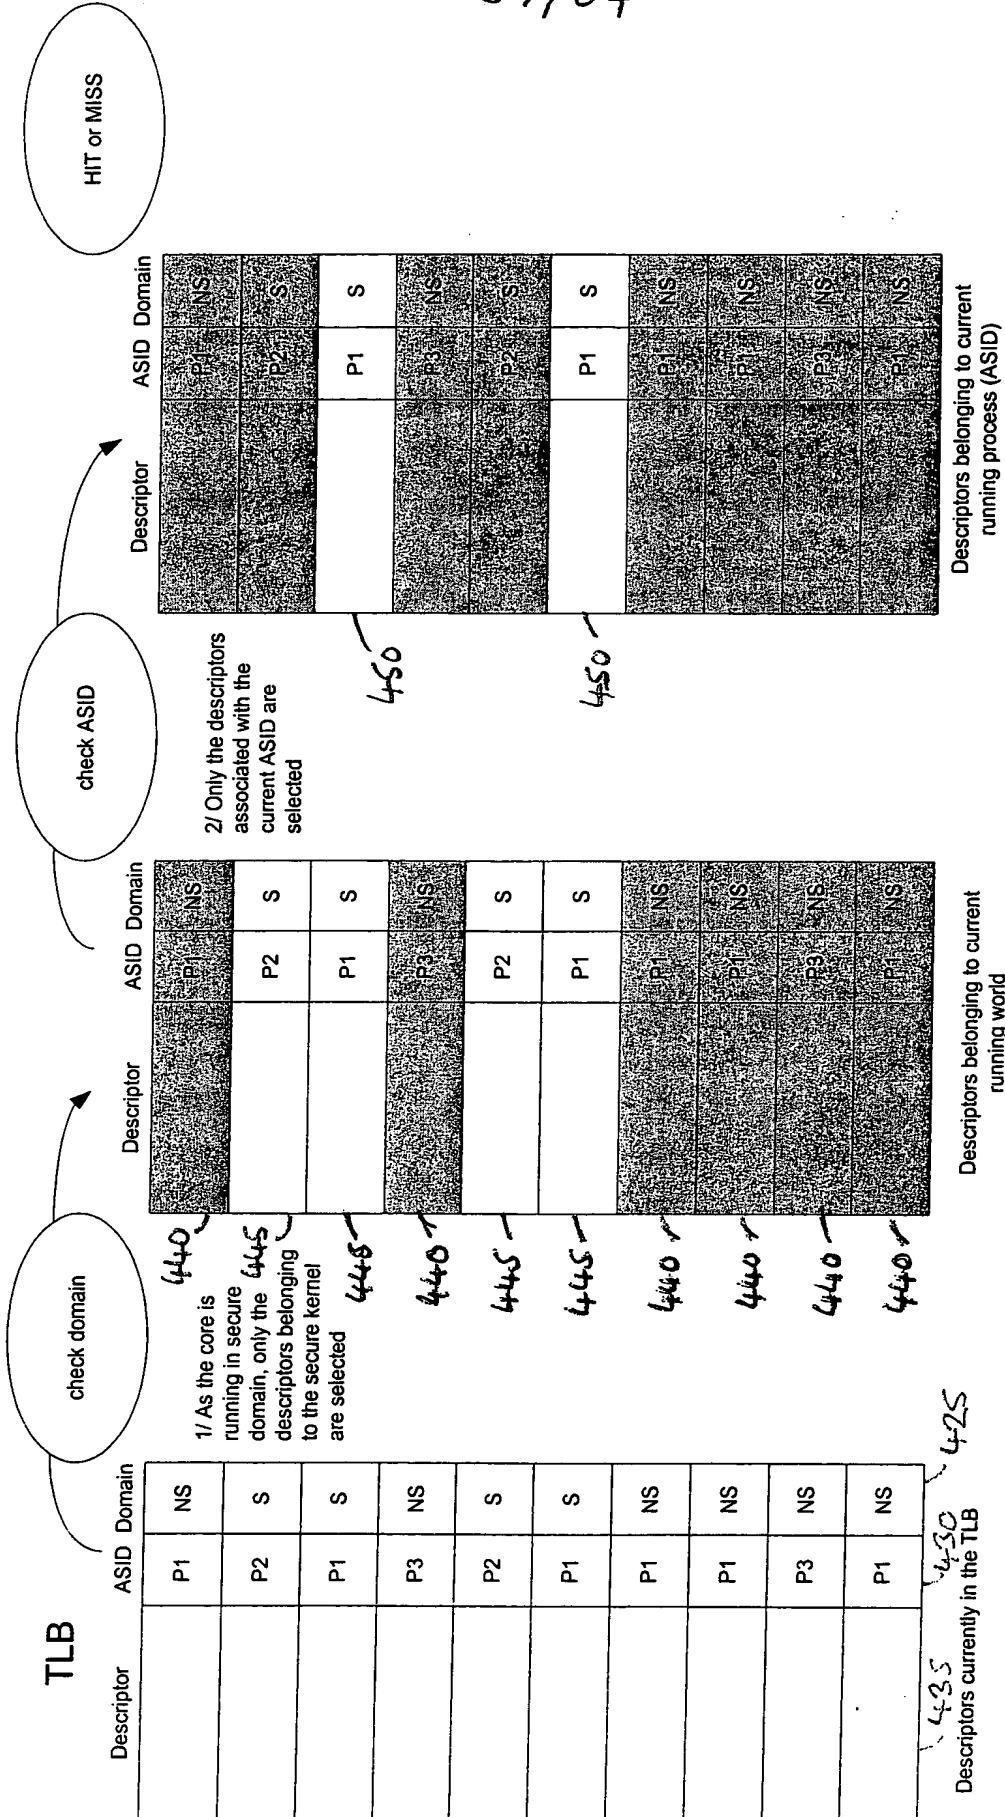 TLB
check domain
check ASID
HIT or MISS
Descriptor ASID Domain
P1 NS
P2 S
P1 S
P3 NS
P2 S
P1 S
P1 NS
P1 NS
P3 NS
P1 NS
435
430
425
Descriptors currently in the TLB
1/ As the core is
running in secure
domain, only the
descriptors belonging
to the secure kernel
are selected
Descriptor ASID Domain
440 P1 NS
445 P2 S
445 P1 S
440 P3 NS
445 P2 S
445 P1 S
440 P1 NS
440 P1 NS
440 P3 NS
440 P1 NS
Descriptors belonging to current
running world
2/ Only the descriptors
associated with the
current ASID are
selected
Descriptor ASID Domain
P1 NS
P2 S
450 P1 S
P3 NS
P2 S
450 P1 S
P1 NS
P1 NS
P3 NS
P1 NS
Descriptors belonging to current
running process (ASID)